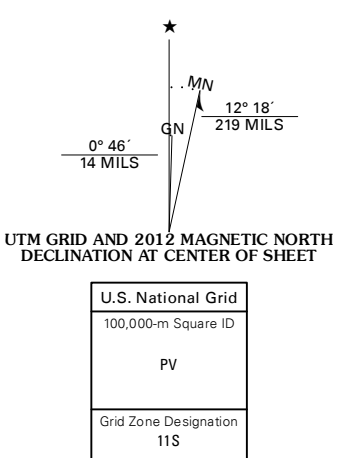 ★
MN
GN
12° 18´
219 MILS
0° 46´
14 MILS
UTM GRID AND 2012 MAGNETIC NORTH
DECLINATION AT CENTER OF SHEET
U.S. National Grid
100,000-m Square ID
PV
Grid Zone Designation
11S